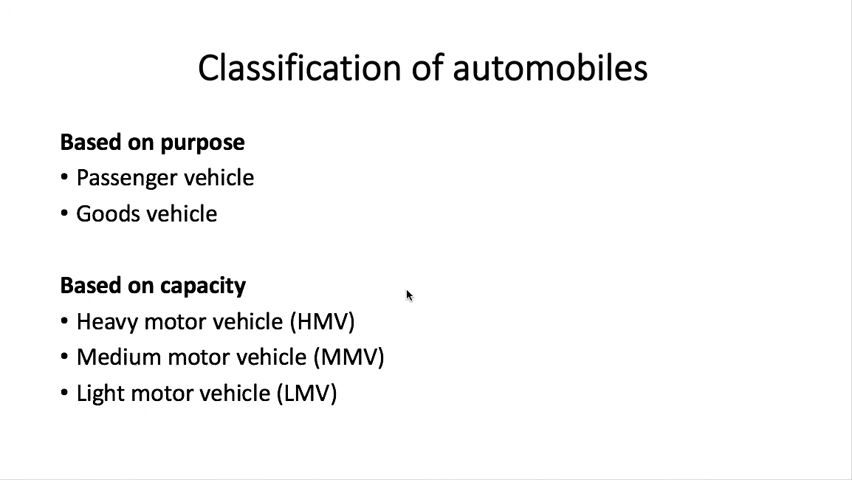 Classification of automobiles
Based on purpose
• Passenger vehicle
• Goods vehicle
Based on capacity
• Heavy motor vehicle (HMV)
• Medium motor vehicle (MMV)
• Light motor vehicle (LMV)